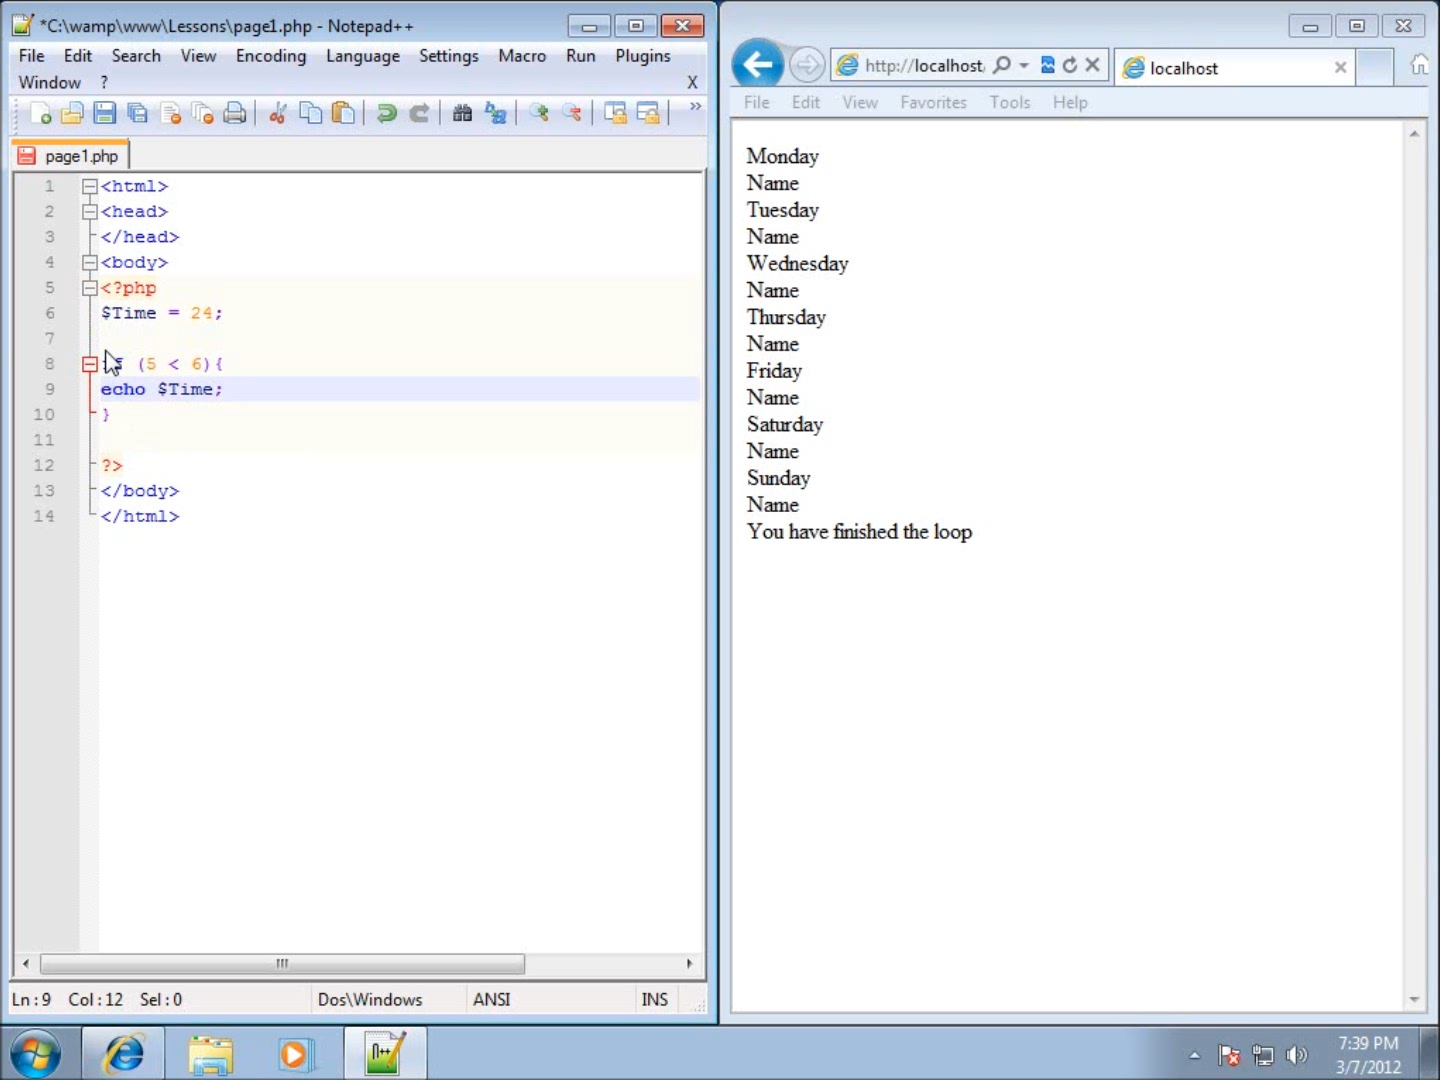 *C:\wamp\www\Lessons\page1.php - Notepad++
File Edit Search View Encoding Language Settings Macro Run Plugins
Window ? X
page1.php
1 <html>
2 <head>
3 </head>
4 <body>
5 <?php
6 $Time = 24;
7
8 (5 < 6){
9 echo $Time;
10 }
11
12 ?>
13 </body>
14 </html>
Ln:9 Col:12 Sel:0 Dos\Windows ANSI INS
http://localhost
localhost
File Edit View Favorites Tools Help
Monday
Name
Tuesday
Name
Wednesday
Name
Thursday
Name
Friday
Name
Saturday
Name
Sunday
Name
You have finished the loop
7:39 PM
3/7/2012